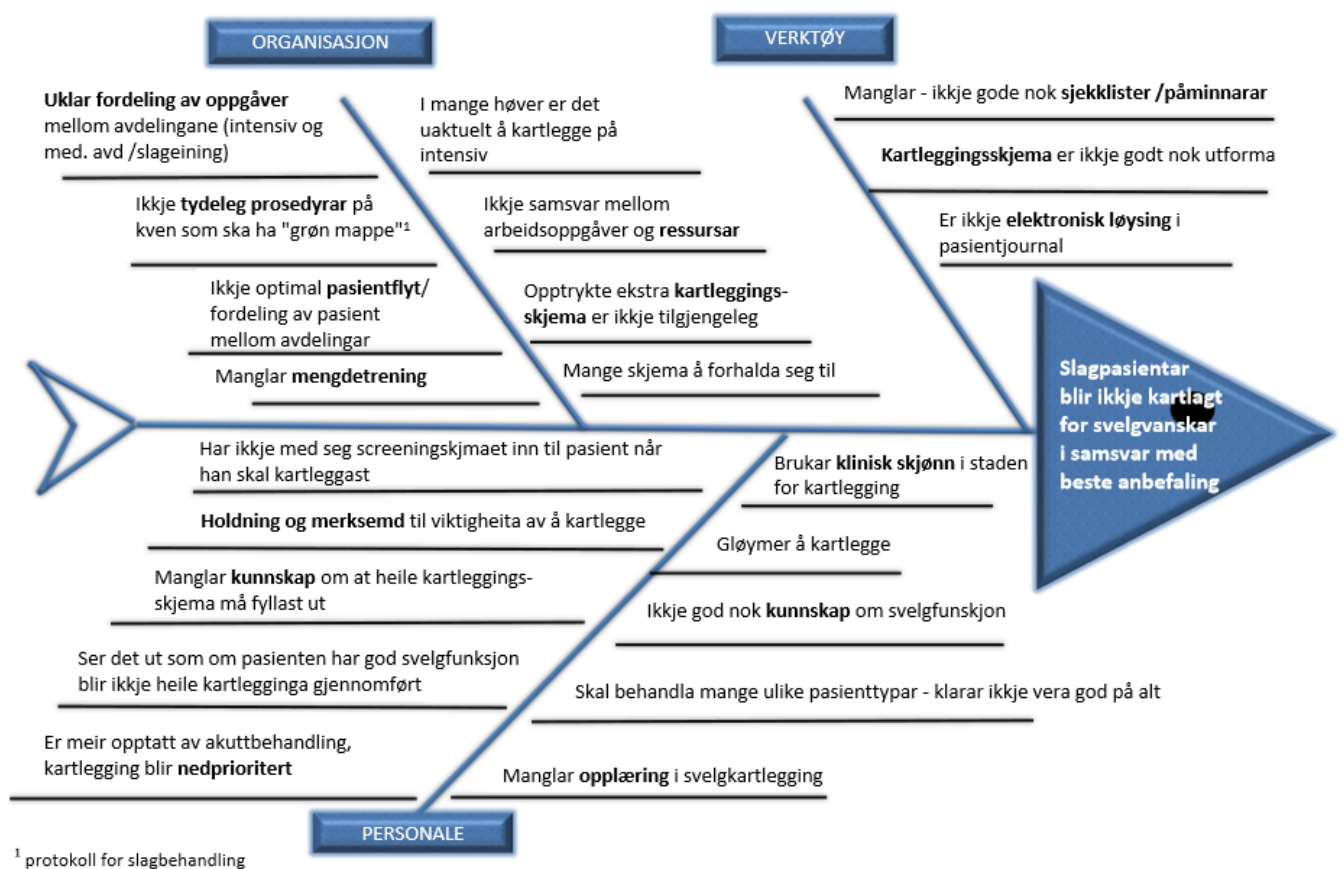 ORGANISASJON
VERKTØY
Uklar fordeling av oppgåver
mellom avdelingane (intensiv og
med. avd /slageining)
Ikkje tydeleg prosedyrar på
kven som ska ha "grøn mappe"¹
Ikkje optimal pasientflyt/
fordeling av pasient
mellom avdelingar
Manglar mengdetrening
I mange høver er det
uaktuelt å kartlegge på
intensiv
Ikkje samsvar mellom
arbeidsoppgåver og ressursar
Opptrykte ekstra kartleggings-
skjema er ikkje tilgjengeleg
Mange skjema å forhalda seg til
Manglar - ikkje gode nok sjekklister /påminnarar
Kartleggingsskjema er ikkje godt nok utforma
Er ikkje elektronisk løysing i
pasientjournal
Slagpasientar
blir ikkje kartlagt
for svelgvanskar
i samsvar med
beste anbefaling
Har ikkje med seg screeningskjmaet inn til pasient når
han skal kartleggast
Holdning og merksemd til viktigheita av å kartlegge
Manglar kunnskap om at heile kartleggings-
skjema må fyllast ut
Ser det ut som om pasienten har god svelgfunksjon
blir ikkje heile kartlegginga gjennomført
Er meir opptatt av akuttbehandling,
kartlegging blir nedprioritert
Brukar klinisk skjønn i staden
for kartlegging
Gløymer å kartlegge
Ikkje god nok kunnskap om svelgfunskjon
Skal behandla mange ulike pasienttypar - klarar ikkje vera god på alt
Manglar opplæring i svelgkartlegging
PERSONALE
¹ protokoll for slagbehandling